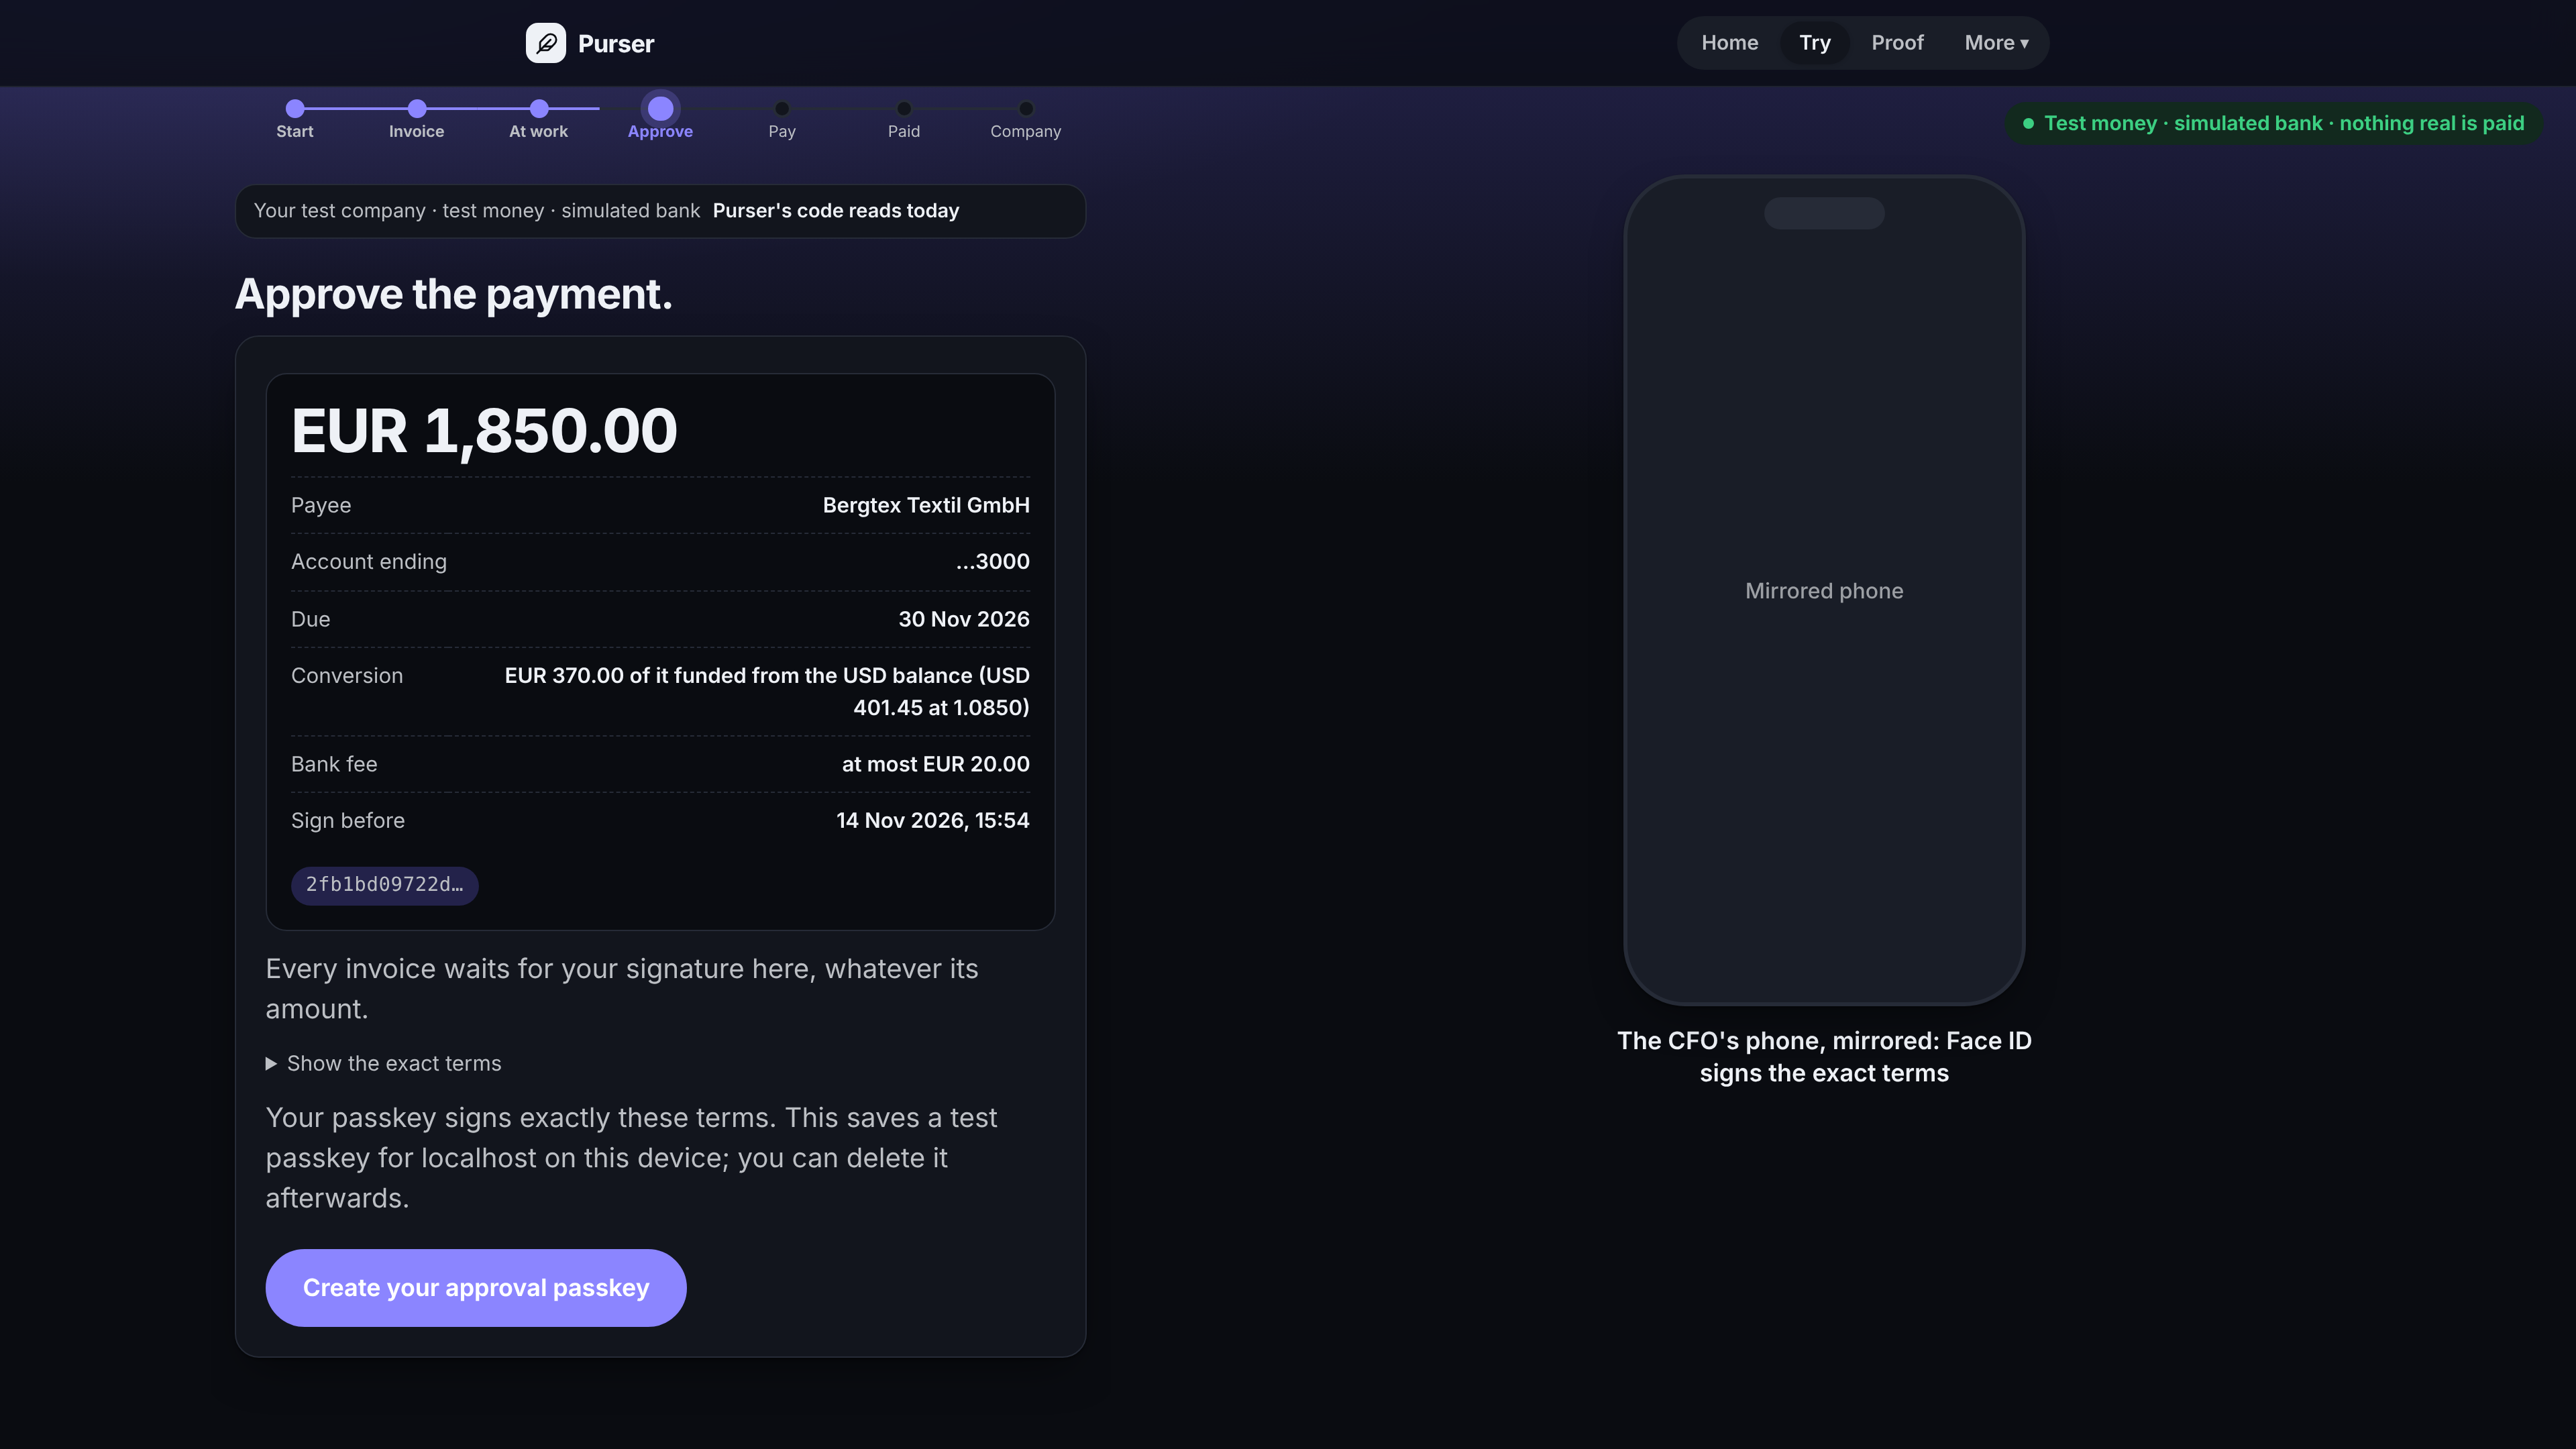 Purser
Home
Try
Proof
More ▾
Start
Invoice
At work
Approve
Pay
Paid
Company
Test money · simulated bank · nothing real is paid
Your test company · test money · simulated bank Purser's code reads today
Approve the payment.
EUR 1,850.00
Payee Bergtex Textil GmbH
Account ending ...3000
Due 30 Nov 2026
Conversion EUR 370.00 of it funded from the USD balance (USD
401.45 at 1.0850)
Bank fee at most EUR 20.00
Sign before 14 Nov 2026, 15:54
2fb1bd09722d…
Every invoice waits for your signature here, whatever its
amount.
▶ Show the exact terms
Your passkey signs exactly these terms. This saves a test
passkey for localhost on this device; you can delete it
afterwards.
Create your approval passkey
Mirrored phone
The CFO's phone, mirrored: Face ID
signs the exact terms